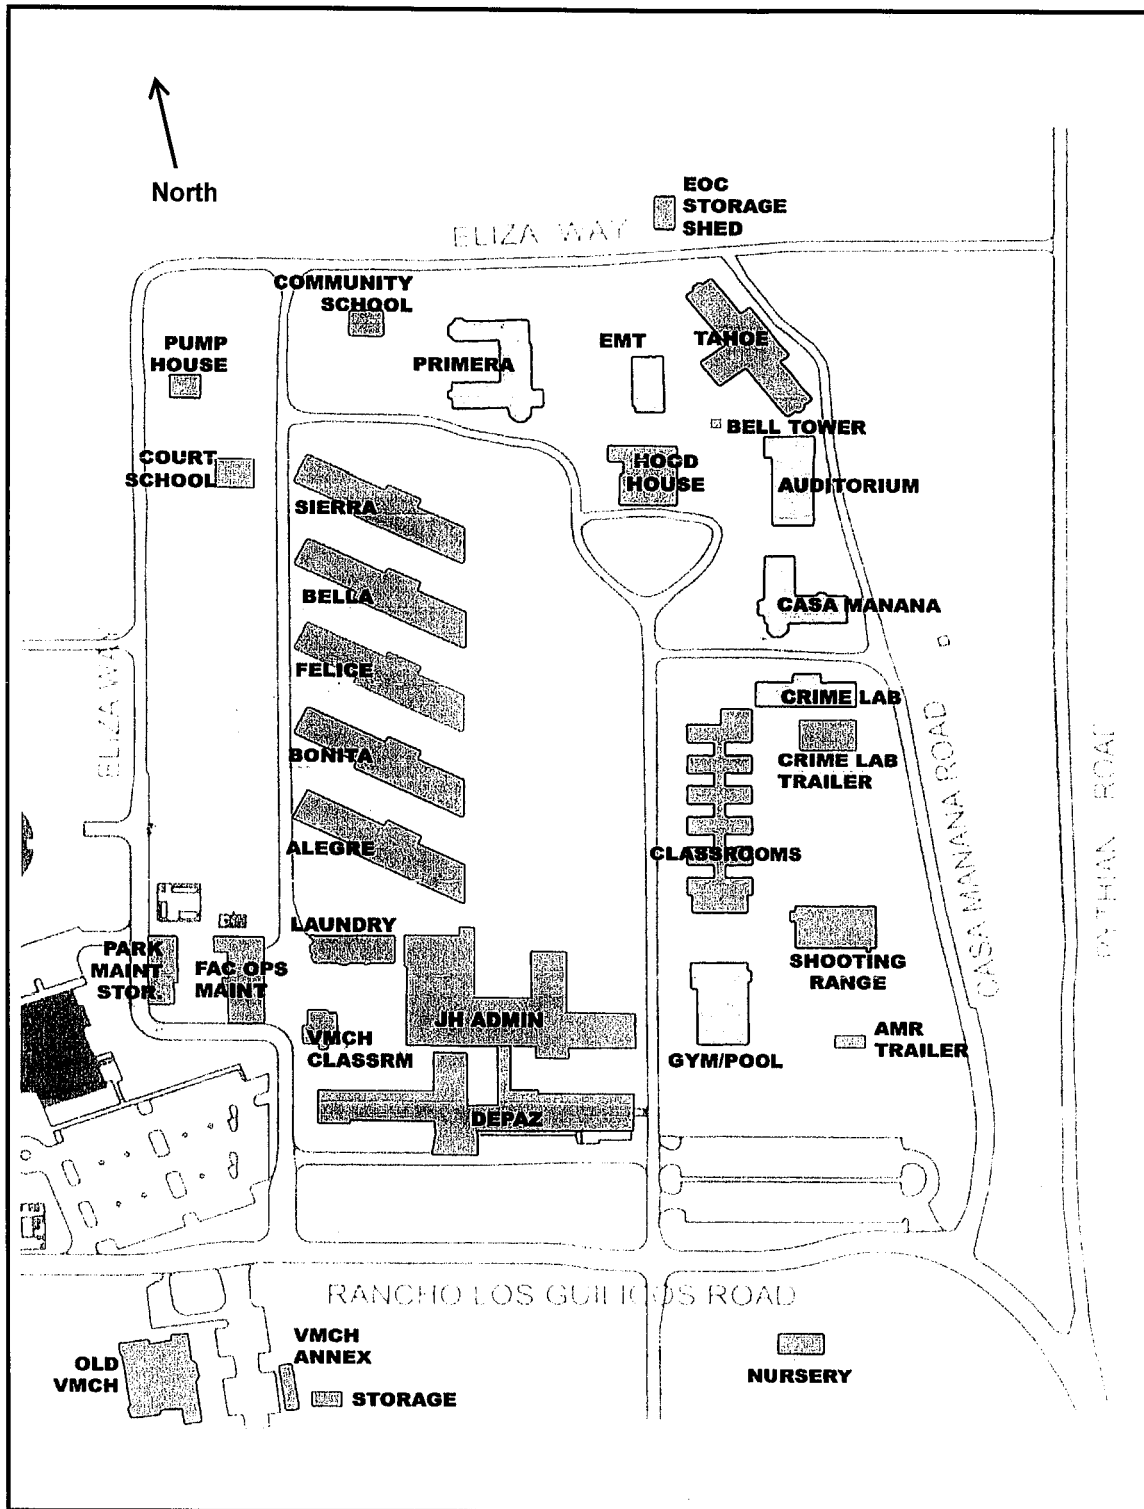 North
EOC
STORAGE
SHED
ELIZA WAY
COMMUNITY
SCHOOL
PUMP
HOUSE
PRIMERA
EMT
TAHOE
BELL TOWER
COURT
SCHOOL
HOOD
HOUSE
AUDITORIUM
SIERRA
BELLA
CASA MANANA
FELICE
ELIZA WAY
CRIME LAB
BONITA
CRIME LAB
TRAILER
CASA MANANA ROAD
PYTHIAN ROAD
ALEGRE
CLASSROOMS
LAUNDRY
PARK
MAINT
STOR.
FAC OPS
MAINT
SHOOTING
RANGE
JH ADMIN
VMCH
CLASSRM
GYM/POOL
AMR
TRAILER
DEPAZ
RANCHO LOS GUILICOS ROAD
VMCH
ANNEX
OLD
VMCH
STORAGE
NURSERY